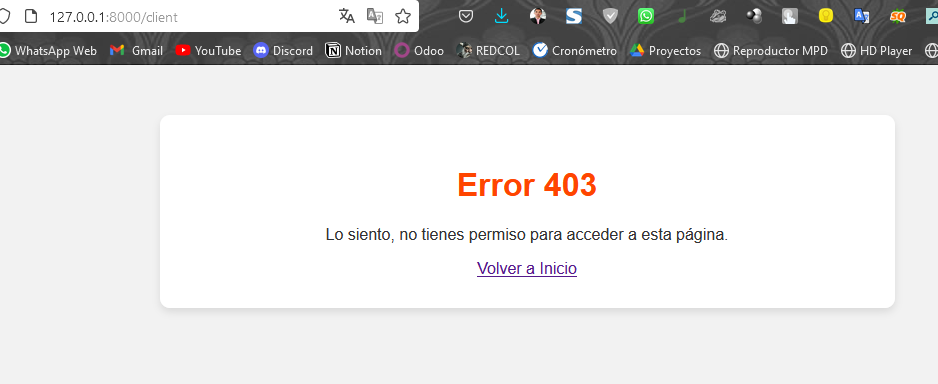 127.0.0.1:8000/client
WhatsApp Web Gmail YouTube Discord Notion Odoo REDCOL Cronómetro Proyectos Reproductor MPD HD Player
Error 403
Lo siento, no tienes permiso para acceder a esta página.
Volver a Inicio